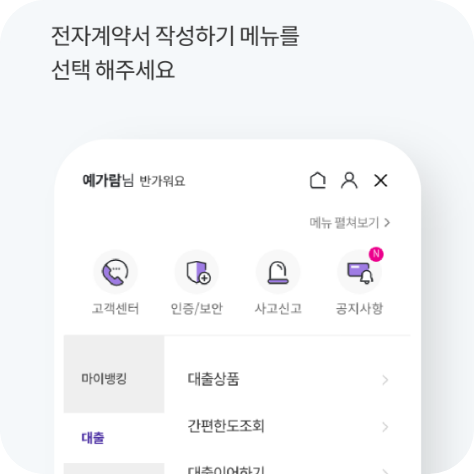 전자계약서 작성하기 메뉴를
선택 해주세요
예가람님 반가워요
메뉴 펼쳐보기 >
N
고객센터 인증/보안 사고신고 공지사항
마이뱅킹 대출상품
간편한도조회
대출
대출이어하기